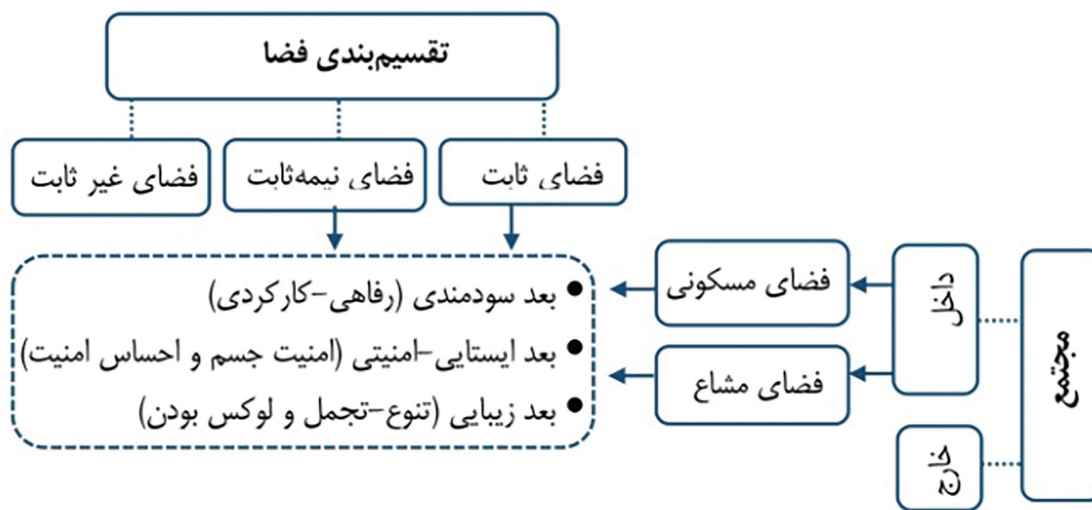 تقسیم‌بندی فضا
فضای ثابت
فضای نیمه‌ثابت
فضای غیر ثابت
مجتمع
داخل
خارج
فضای مسکونی
فضای مشاع
● بعد سودمندی (رفاهی-کارکردی)
● بعد ایستایی-امنیتی (امنیت جسم و احساس امنیت)
● بعد زیبایی (تنوع-تجمل و لوکس بودن)